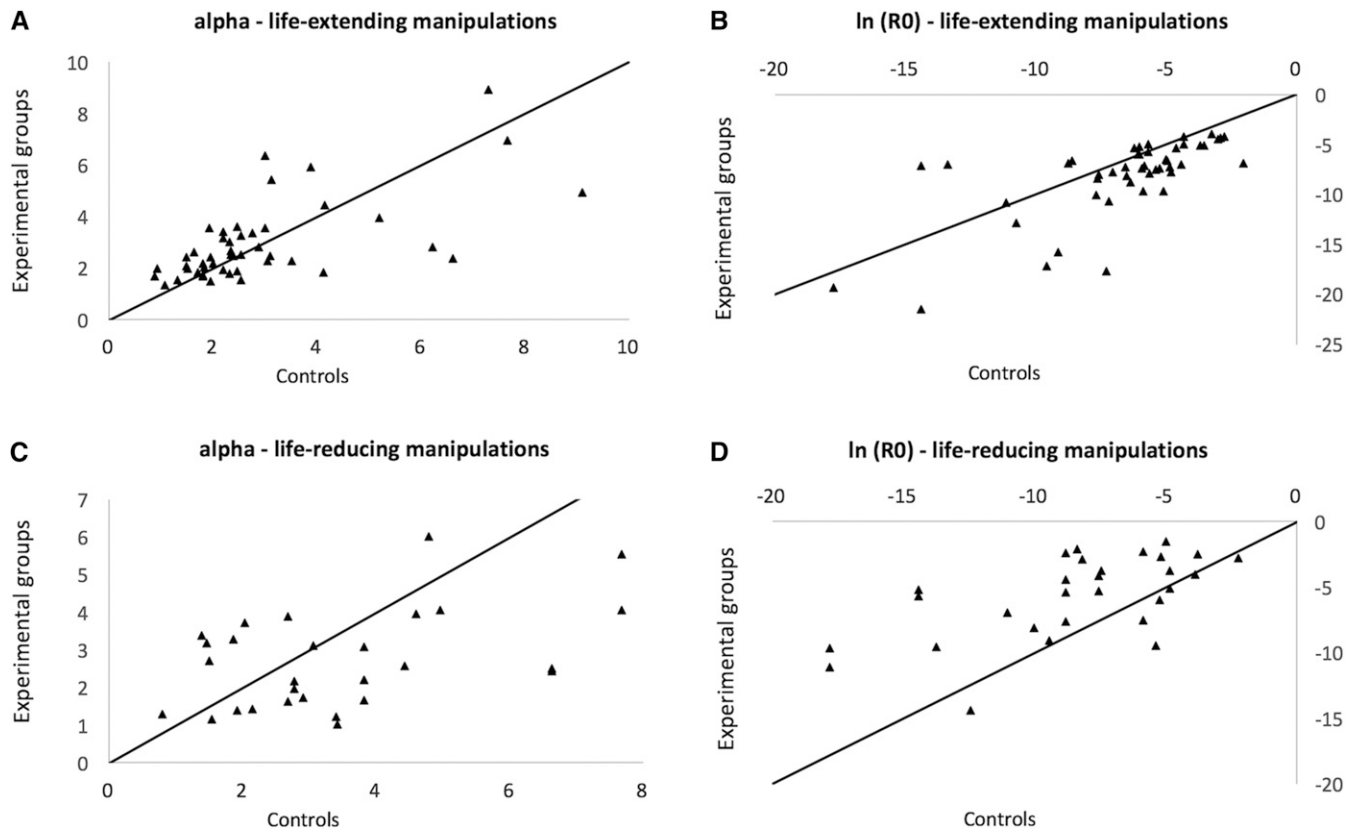 A
alpha - life-extending manipulations
10
8
6
4
2
0
Experimental groups
0 2 4 6 8 10
Controls
B
ln (R0) - life-extending manipulations
-20 -15 -10 -5 0
0
-5
-10
-15
-20
-25
Experimental groups
Controls
C
alpha - life-reducing manipulations
7
6
5
4
3
2
1
0
Experimental groups
0 2 4 6 8
Controls
D
ln (R0) - life-reducing manipulations
-20 -15 -10 -5 0
0
-5
-10
-15
-20
Experimental groups
Controls